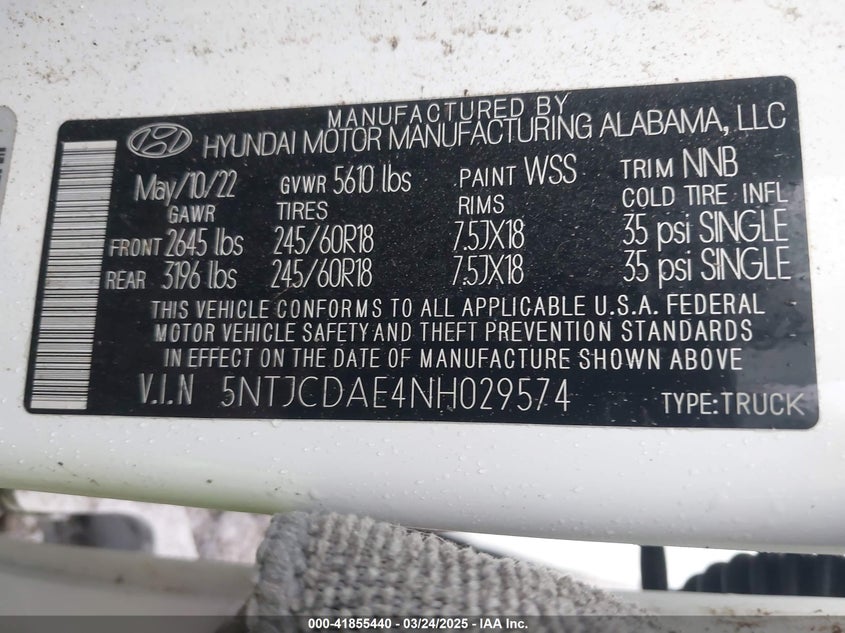 MANUFACTURED BY
HYUNDAI MOTOR MANUFACTURING ALABAMA, LLC
May/10/22 GVWR 5610 lbs PAINT WSS TRIM NNB
GAWR TIRES RIMS COLD TIRE INFL
FRONT 2645 lbs 245/60R18 7.5JX18 35 psi SINGLE
REAR 3196 lbs 245/60R18 7.5JX18 35 psi SINGLE
THIS VEHICLE CONFORMS TO ALL APPLICABLE U.S.A. FEDERAL
MOTOR VEHICLE SAFETY AND THEFT PREVENTION STANDARDS
IN EFFECT ON THE DATE OF MANUFACTURE SHOWN ABOVE
V.I.N 5NTJCDAE4NH029574 TYPE:TRUCK
000-41855440 - 03/24/2025 - IAA Inc.